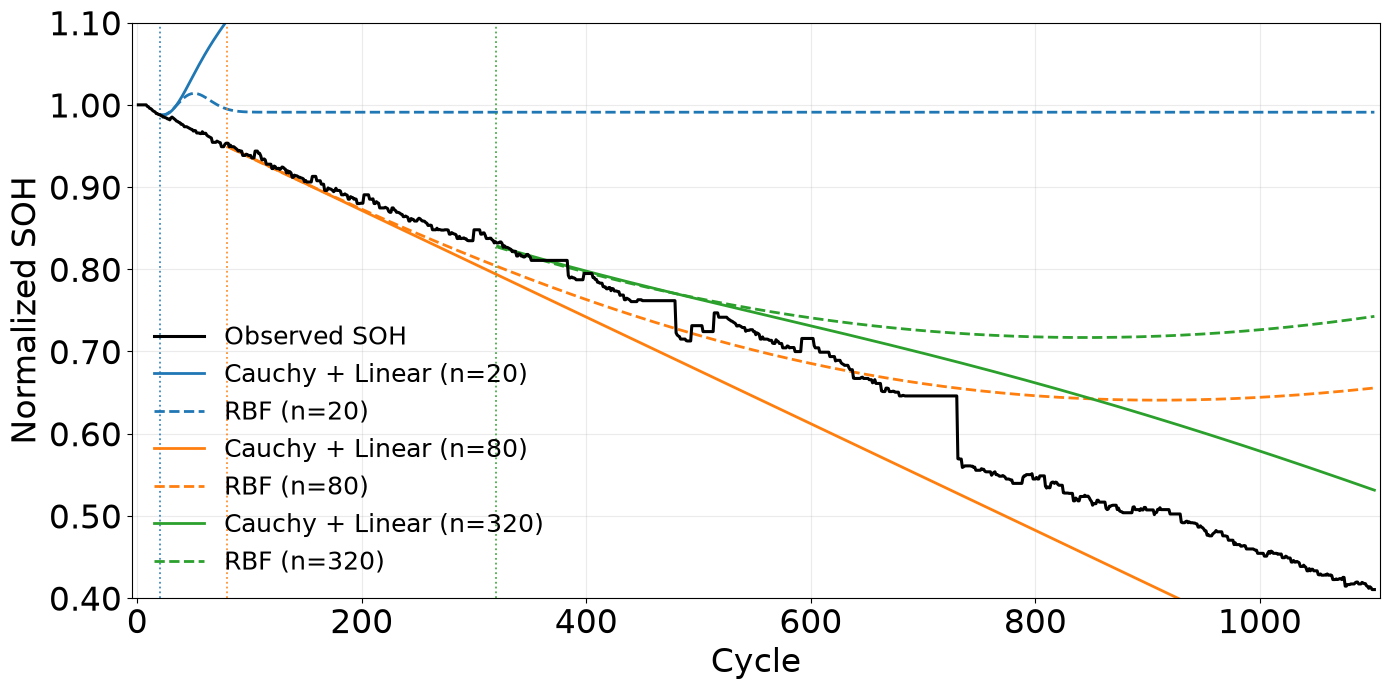 1.10
1.00
0.90
0.80
0.70
0.60
0.50
0.40
Normalized SOH
Observed SOH
Cauchy + Linear (n=20)
RBF (n=20)
Cauchy + Linear (n=80)
RBF (n=80)
Cauchy + Linear (n=320)
RBF (n=320)
0 200 400 600 800 1000
Cycle